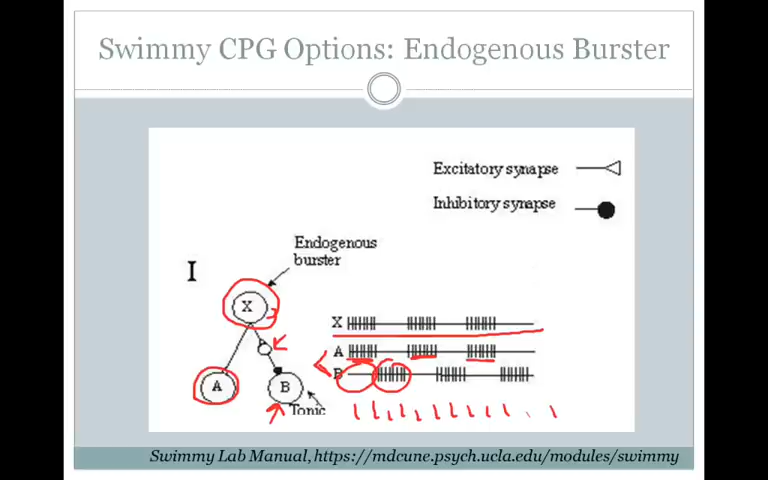 Swimmy CPG Options: Endogenous Burster
Excitatory synapse
Inhibitory synapse
Endogenous
burster
I
X
X
A
B
A
B
Tonic
Swimmy Lab Manual, https://mdcune.psych.ucla.edu/modules/swimmy